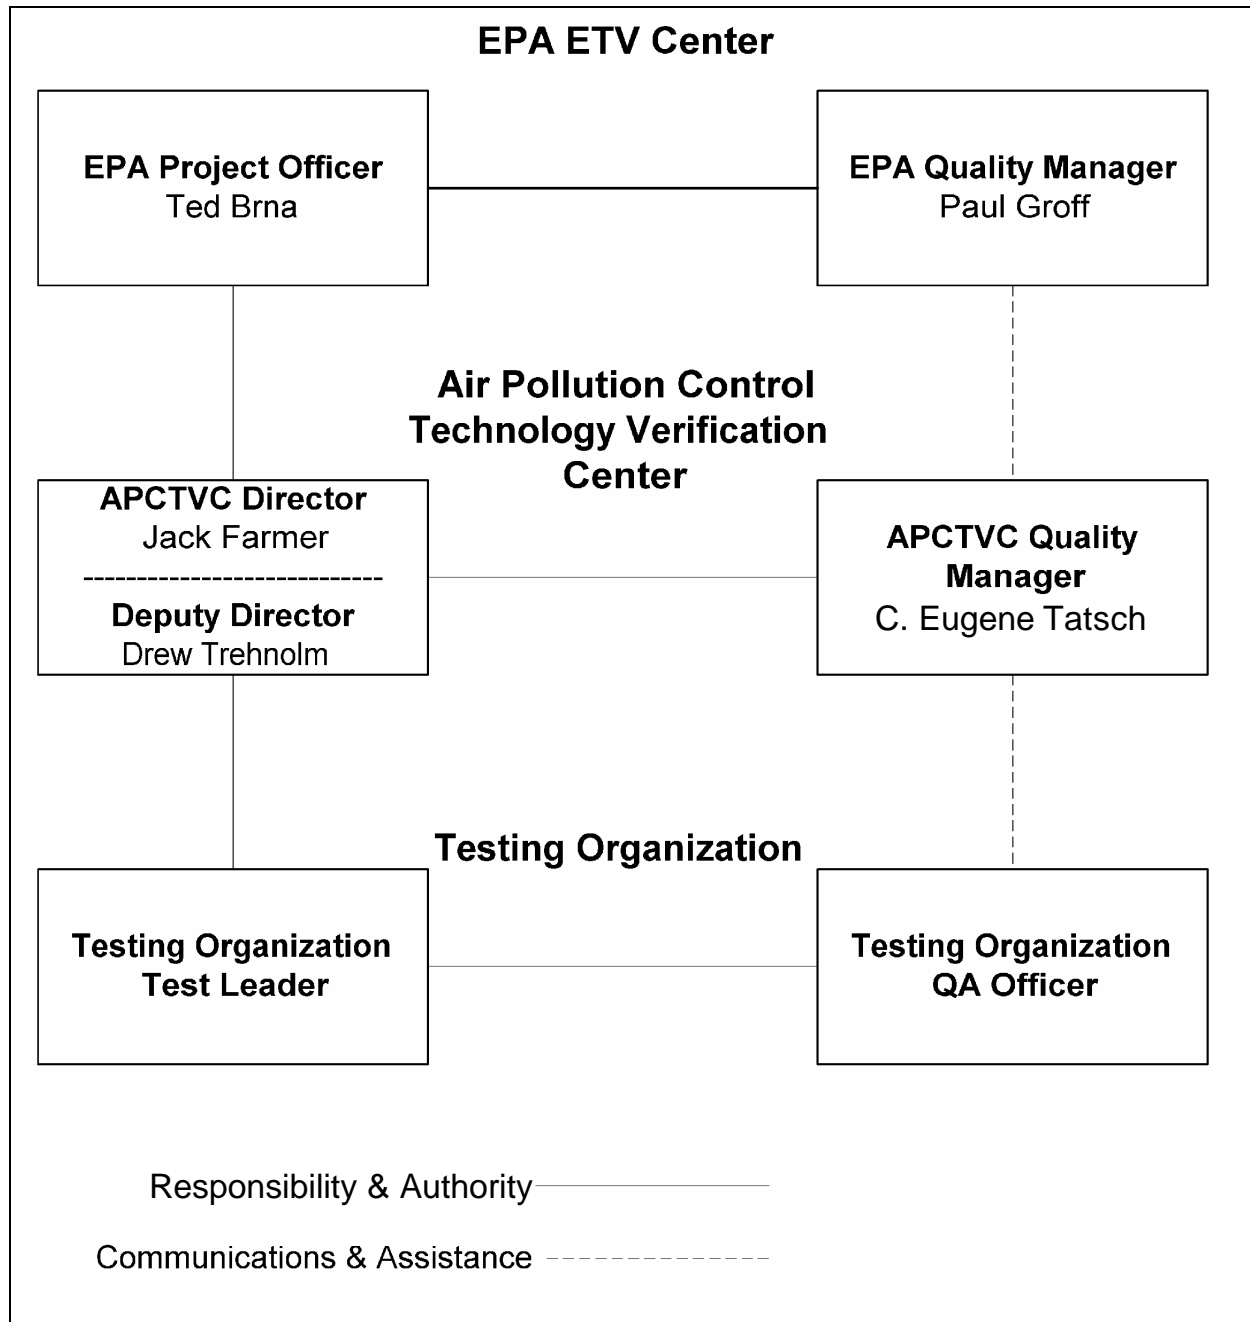 EPA ETV Center
EPA Project Officer
Ted Brna
EPA Quality Manager
Paul Groff
Air Pollution Control
Technology Verification
Center
APCTVC Director
Jack Farmer
----------------------------
Deputy Director
Drew Trehnolm
APCTVC Quality
Manager
C. Eugene Tatsch
Testing Organization
Testing Organization
Test Leader
Testing Organization
QA Officer
Responsibility & Authority
Communications & Assistance